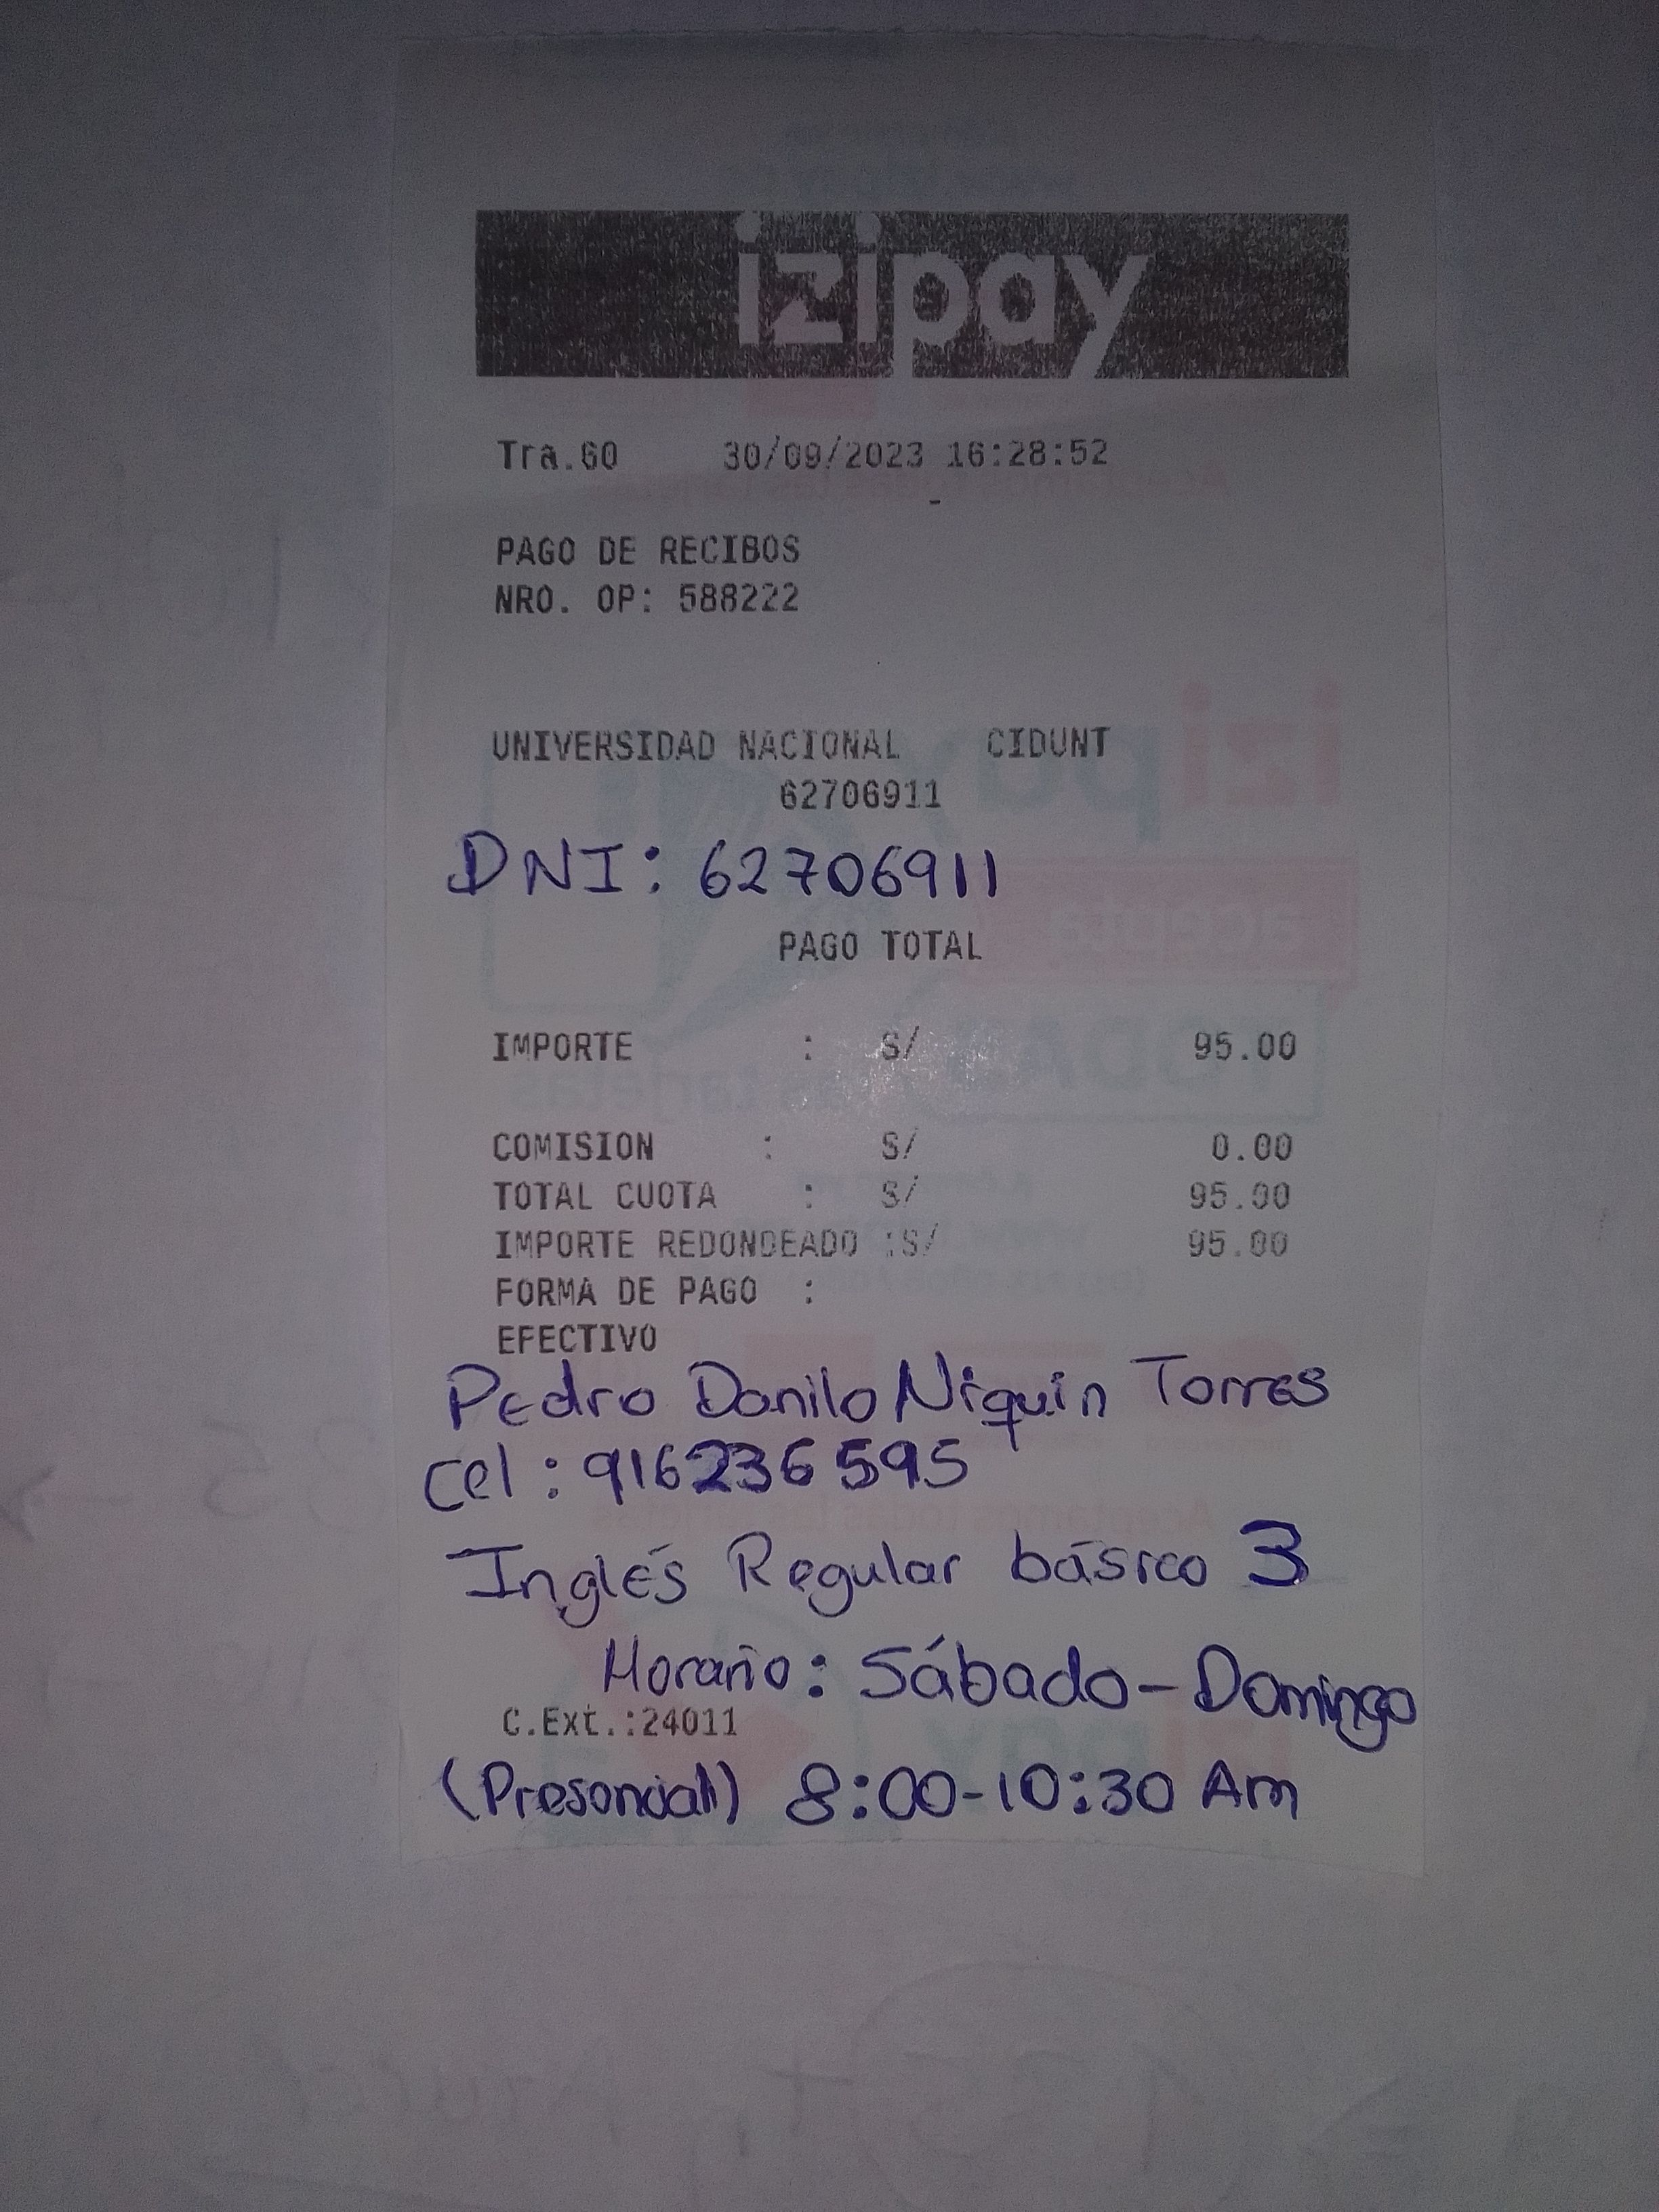 izipay
Tra.60 30/09/2023 16:28:52
-
PAGO DE RECIBOS
NRO. OP: 588222
UNIVERSIDAD NACIONAL CIDUNT
62706911
DNI: 62706911
PAGO TOTAL
IMPORTE : S/ 95.00
COMISION : S/ 0.00
TOTAL CUOTA : S/ 95.00
IMPORTE REDONDEADO :S/ 95.00
FORMA DE PAGO :
EFECTIVO
Pedro Danilo Niquin Torres
Cel: 916236595
Inglés Regular básico 3
Horario: Sábado-Domingo
C.Ext.:24011
(Presencial) 8:00-10:30 Am